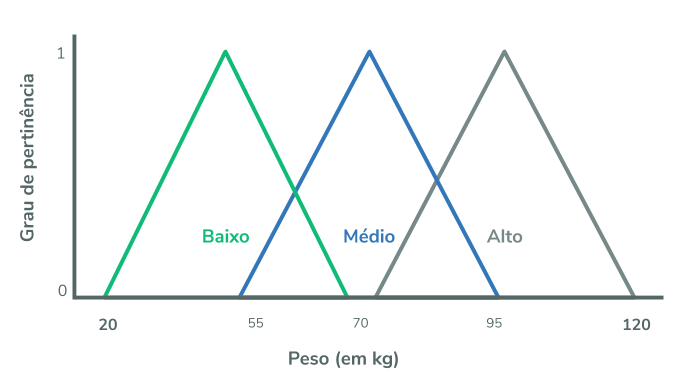 1
Grau de pertinência
Baixo
Médio
Alto
0
20
55
70
95
120
Peso (em kg)